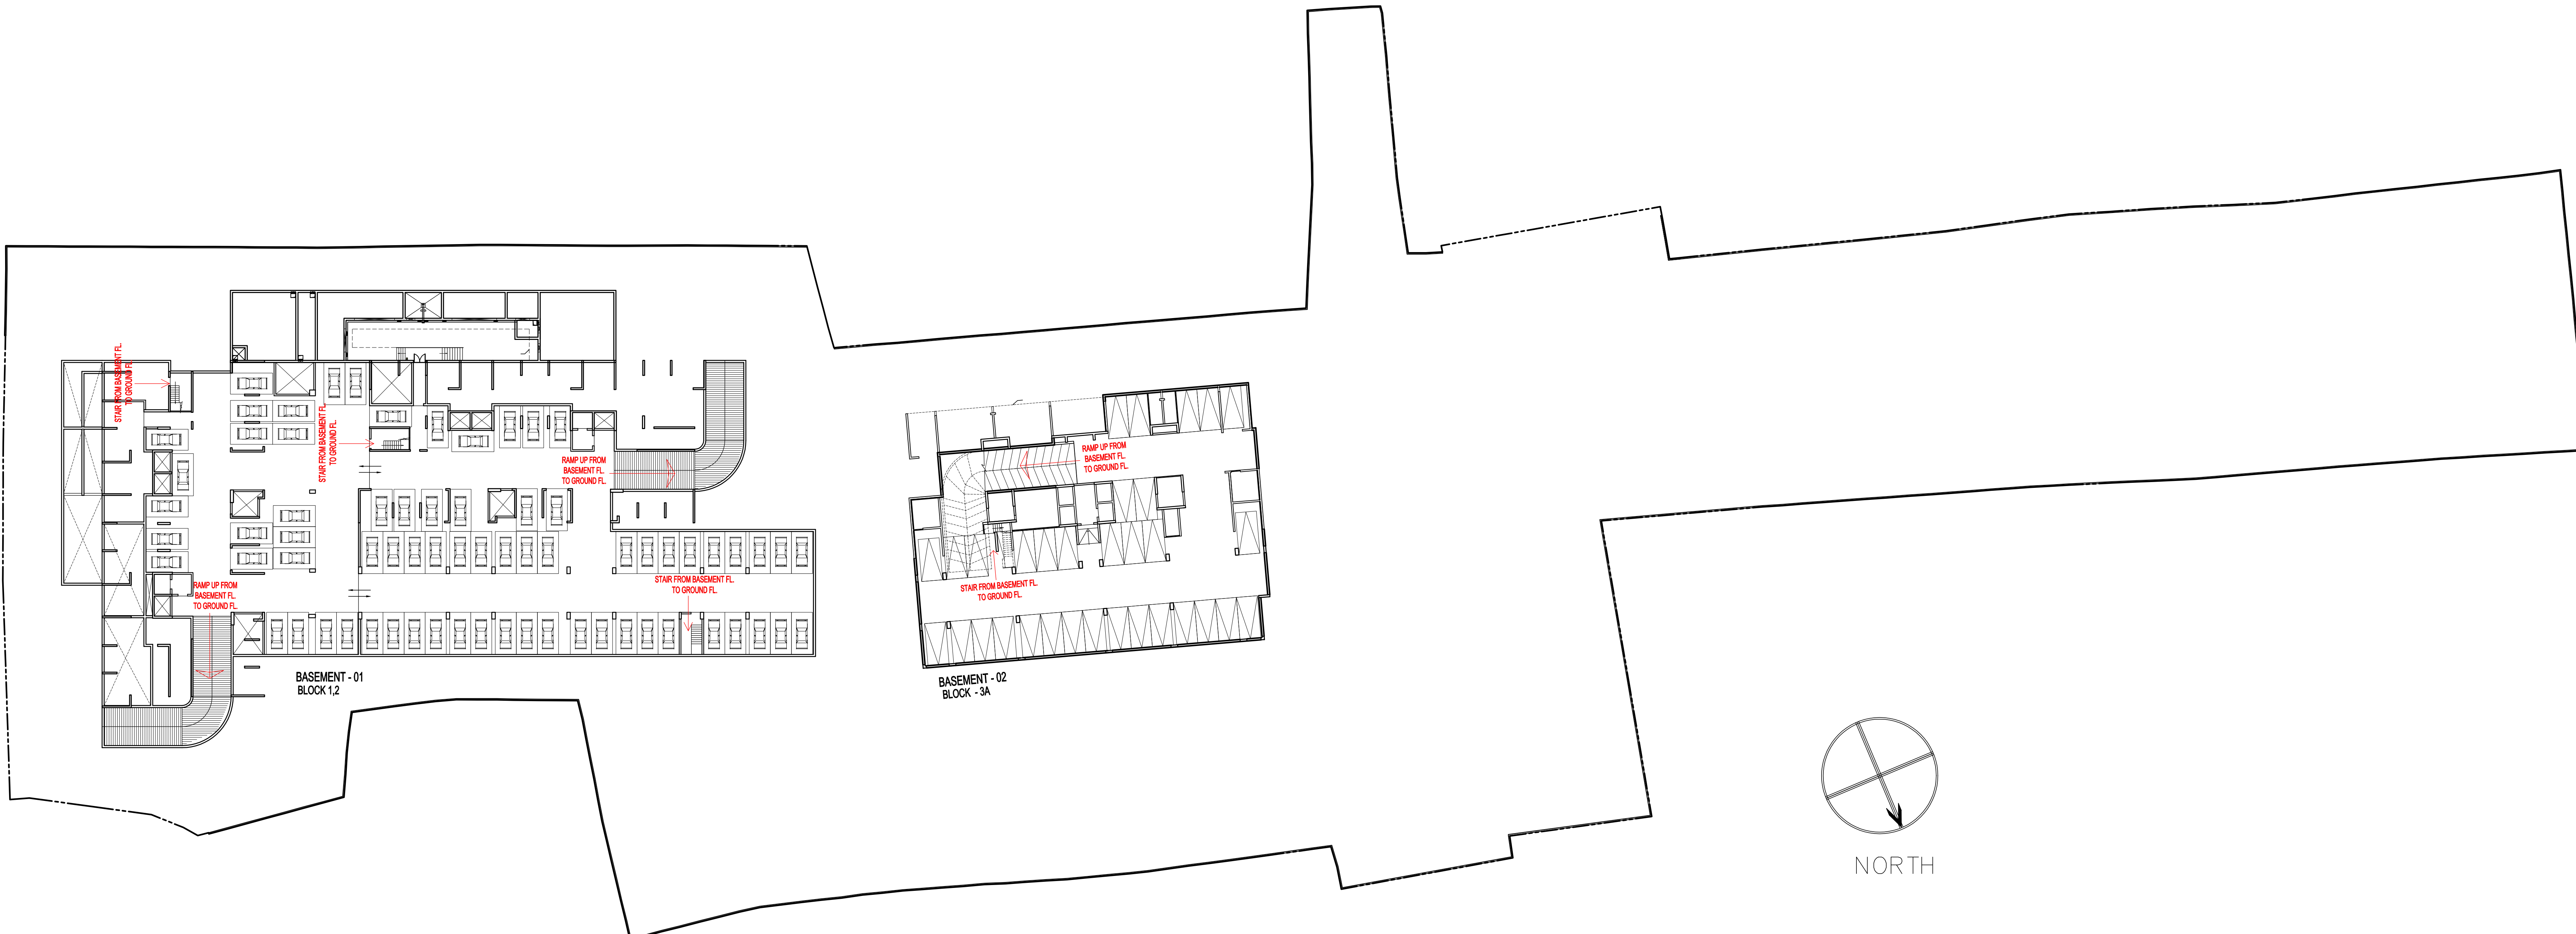 STAIR FROM BASEMENT FL.
TO GROUND FL.
STAIR FROM BASEMENT FL.
TO GROUND FL.
RAMP UP FROM
BASEMENT FL.
TO GROUND FL.
RAMP UP FROM
BASEMENT FL.
TO GROUND FL.
STAIR FROM BASEMENT FL.
TO GROUND FL.
BASEMENT - 01
BLOCK 1,2
RAMP UP FROM
BASEMENT FL.
TO GROUND FL.
STAIR FROM BASEMENT FL.
TO GROUND FL.
BASEMENT - 02
BLOCK - 3A
NORTH